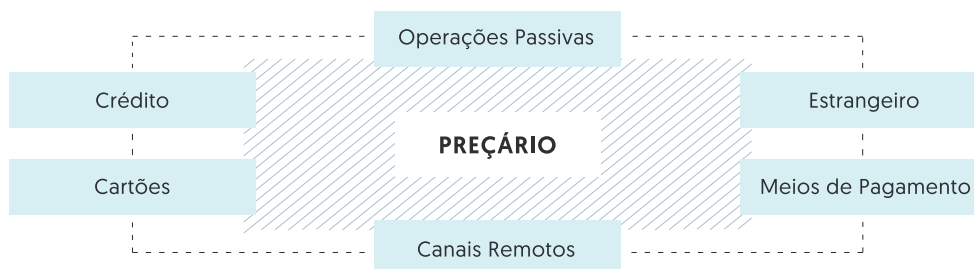 Operações Passivas
Crédito
Estrangeiro
PREÇÁRIO
Cartões
Meios de Pagamento
Canais Remotos